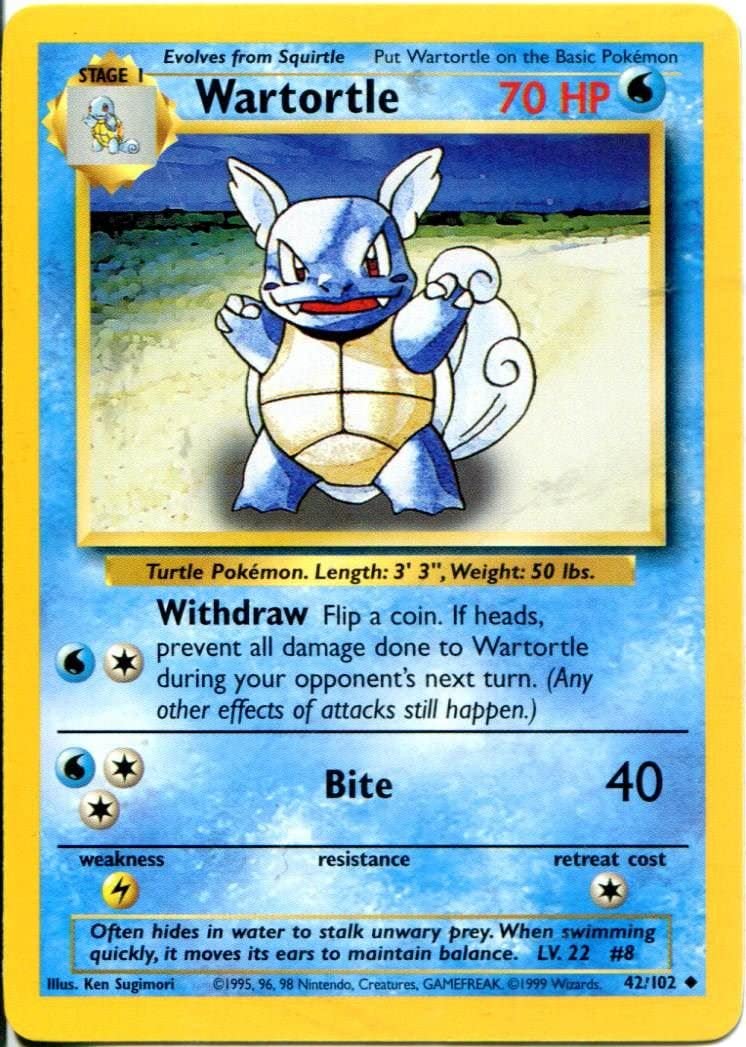 Evolves from Squirtle Put Wartortle on the Basic Pokémon
STAGE 1
Wartortle 70 HP
Turtle Pokémon. Length: 3' 3", Weight: 50 lbs.
Withdraw Flip a coin. If heads,
prevent all damage done to Wartortle
during your opponent's next turn. (Any
other effects of attacks still happen.)
Bite 40
weakness resistance retreat cost
Often hides in water to stalk unwary prey. When swimming
quickly, it moves its ears to maintain balance. LV. 22 #8
Illus. Ken Sugimori ©1995, 96, 98 Nintendo, Creatures, GAMEFREAK. ©1999 Wizards. 42/102